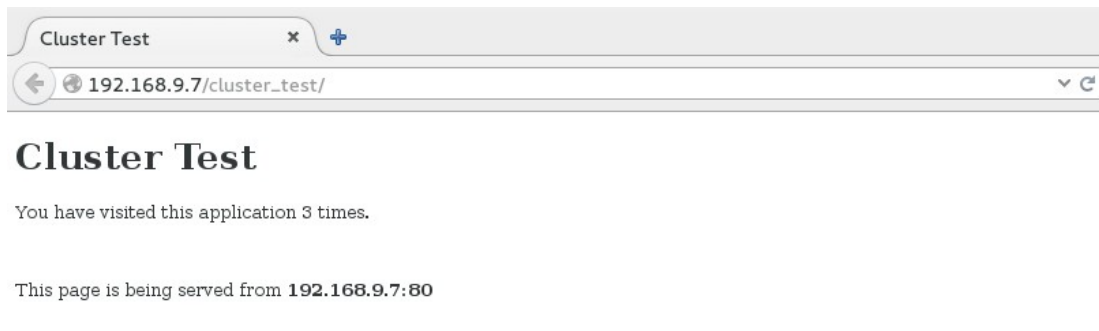 Cluster Test
192.168.9.7/cluster_test/
Cluster Test
You have visited this application 3 times.
This page is being served from 192.168.9.7:80